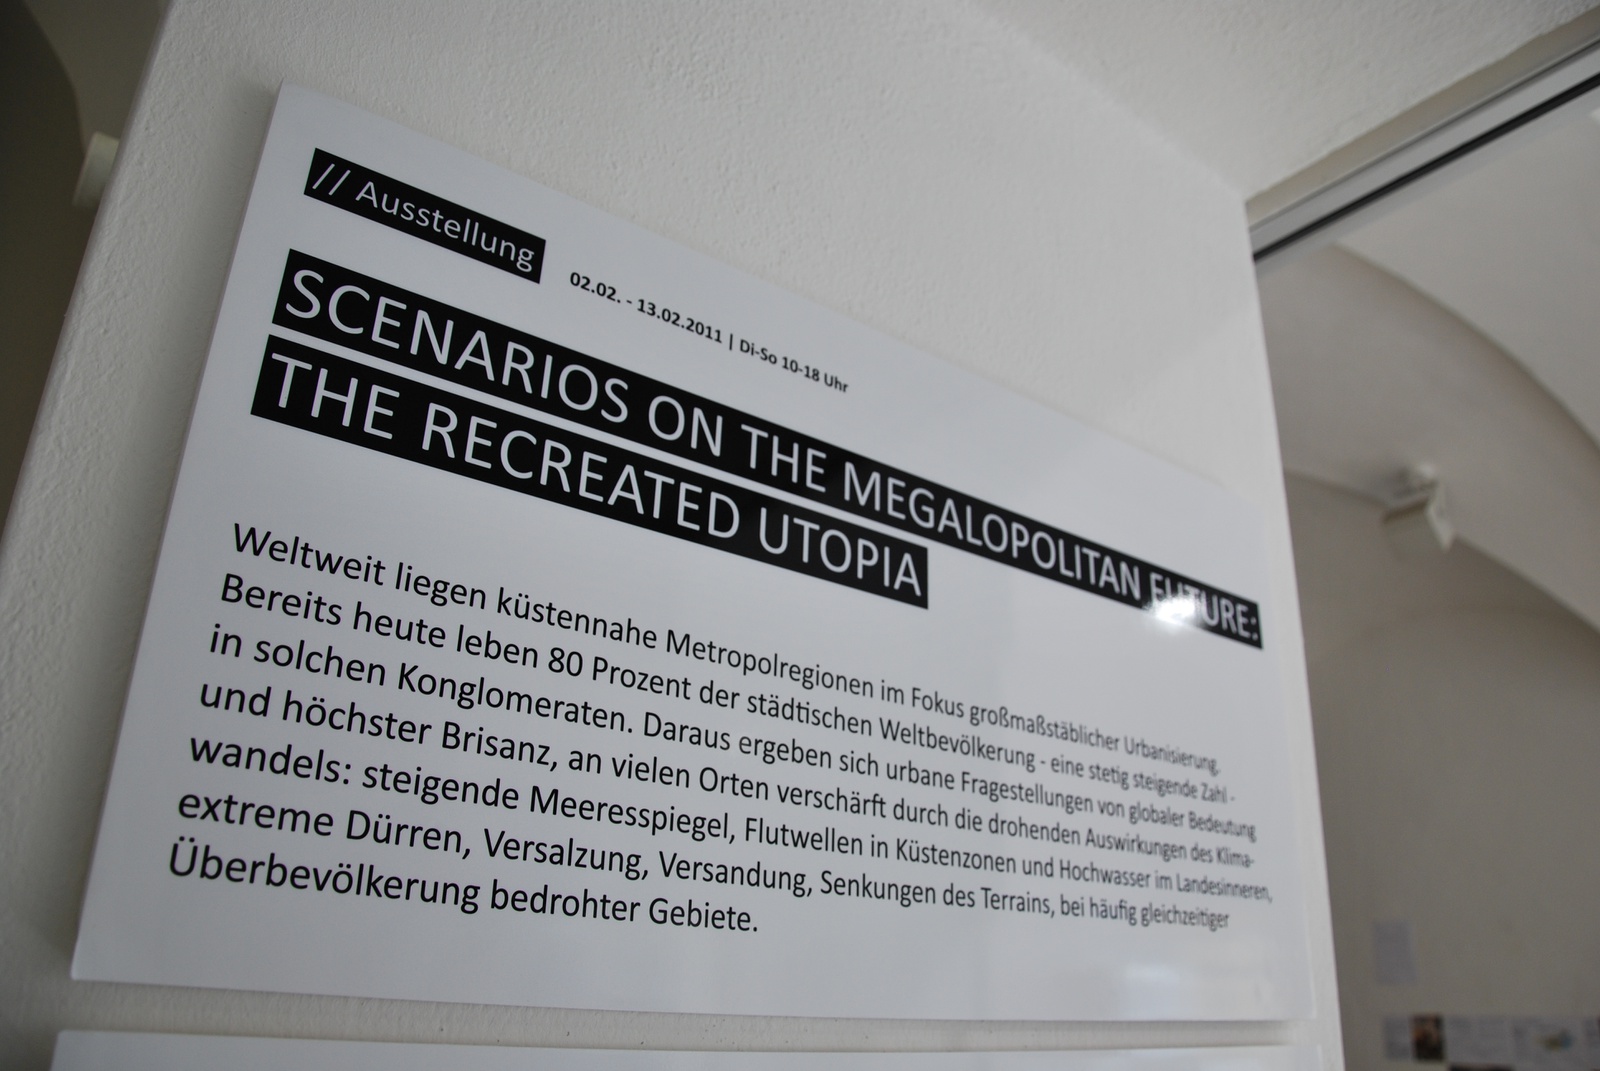 // Ausstellung
02.02. - 13.02.2011 | Di-So 10-18 Uhr
SCENARIOS ON THE MEGALOPOLITAN FUTURE:
THE RECREATED UTOPIA
Weltweit liegen küstennahe Metropolregionen im Fokus großmaßstäblicher Urbanisierung.
Bereits heute leben 80 Prozent der städtischen Weltbevölkerung - eine stetig steigende Zahl -
in solchen Konglomeraten. Daraus ergeben sich urbane Fragestellungen von globaler Bedeutung
und höchster Brisanz, an vielen Orten verschärft durch die drohenden Auswirkungen des Klima-
wandels: steigende Meeresspiegel, Flutwellen in Küstenzonen und Hochwasser im Landesinneren,
extreme Dürren, Versalzung, Versandung, Senkungen des Terrains, bei häufig gleichzeitiger
Überbevölkerung bedrohter Gebiete.